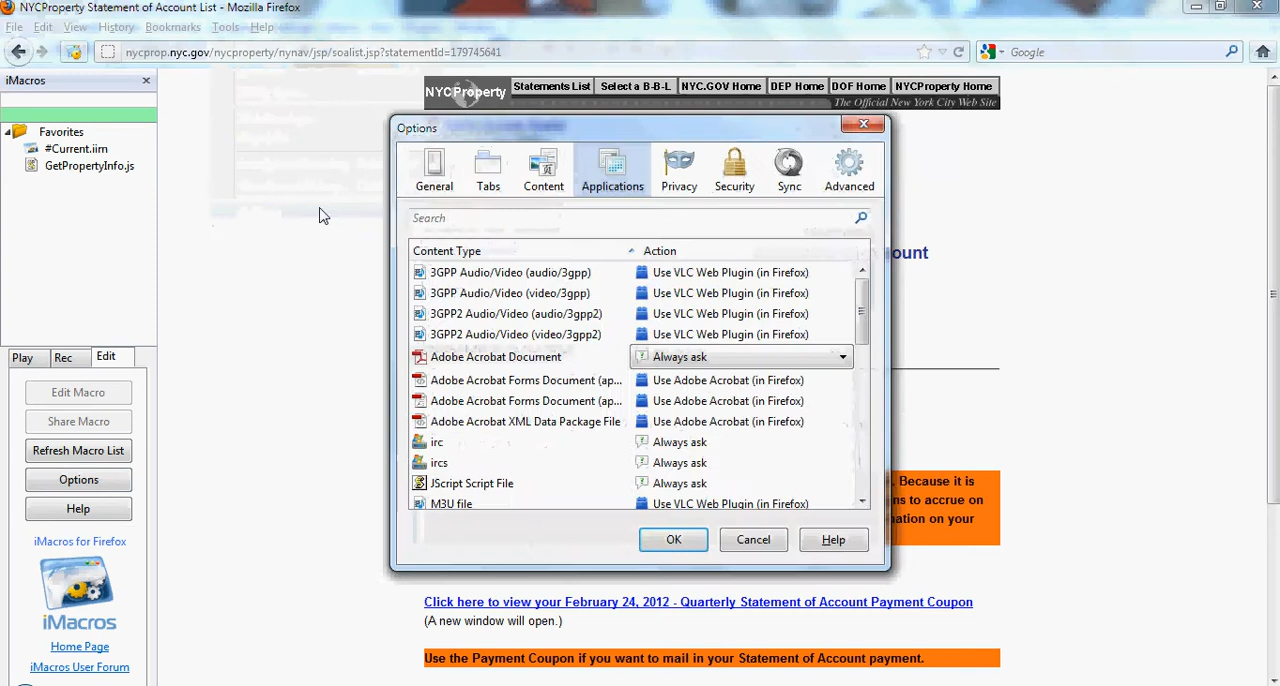 NYCProperty Statement of Account List - Mozilla Firefox
File Edit View History Bookmarks Tools Help
nycprop.nyc.gov/nycproperty/nynav/jsp/soalist.jsp?statementId=179745641
Google
iMacros
Favorites
#Current.iim
GetPropertyInfo.js
Play Rec Edit
Edit Macro
Share Macro
Refresh Macro List
Options
Help
iMacros for Firefox
iMacros
Home Page
iMacros User Forum
NYCProperty Statements List Select a B-B-L NYC.GOV Home DEP Home DOF Home NYCProperty Home
The Official New York City Web Site
Options
General Tabs Content Applications Privacy Security Sync Advanced
Search
Content Type Action
3GPP Audio/Video (audio/3gpp) Use VLC Web Plugin (in Firefox)
3GPP Audio/Video (video/3gpp) Use VLC Web Plugin (in Firefox)
3GPP2 Audio/Video (audio/3gpp2) Use VLC Web Plugin (in Firefox)
3GPP2 Audio/Video (video/3gpp2) Use VLC Web Plugin (in Firefox)
Adobe Acrobat Document Always ask
Adobe Acrobat Forms Document (ap... Use Adobe Acrobat (in Firefox)
Adobe Acrobat Forms Document (ap... Use Adobe Acrobat (in Firefox)
Adobe Acrobat XML Data Package File Use Adobe Acrobat (in Firefox)
irc Always ask
ircs Always ask
JScript Script File Always ask
M3U file Use VLC Web Plugin (in Firefox)
OK Cancel Help
ount
. Because it is
ns to accrue on
nation on your
Click here to view your February 24, 2012 - Quarterly Statement of Account Payment Coupon
(A new window will open.)
Use the Payment Coupon if you want to mail in your Statement of Account payment.